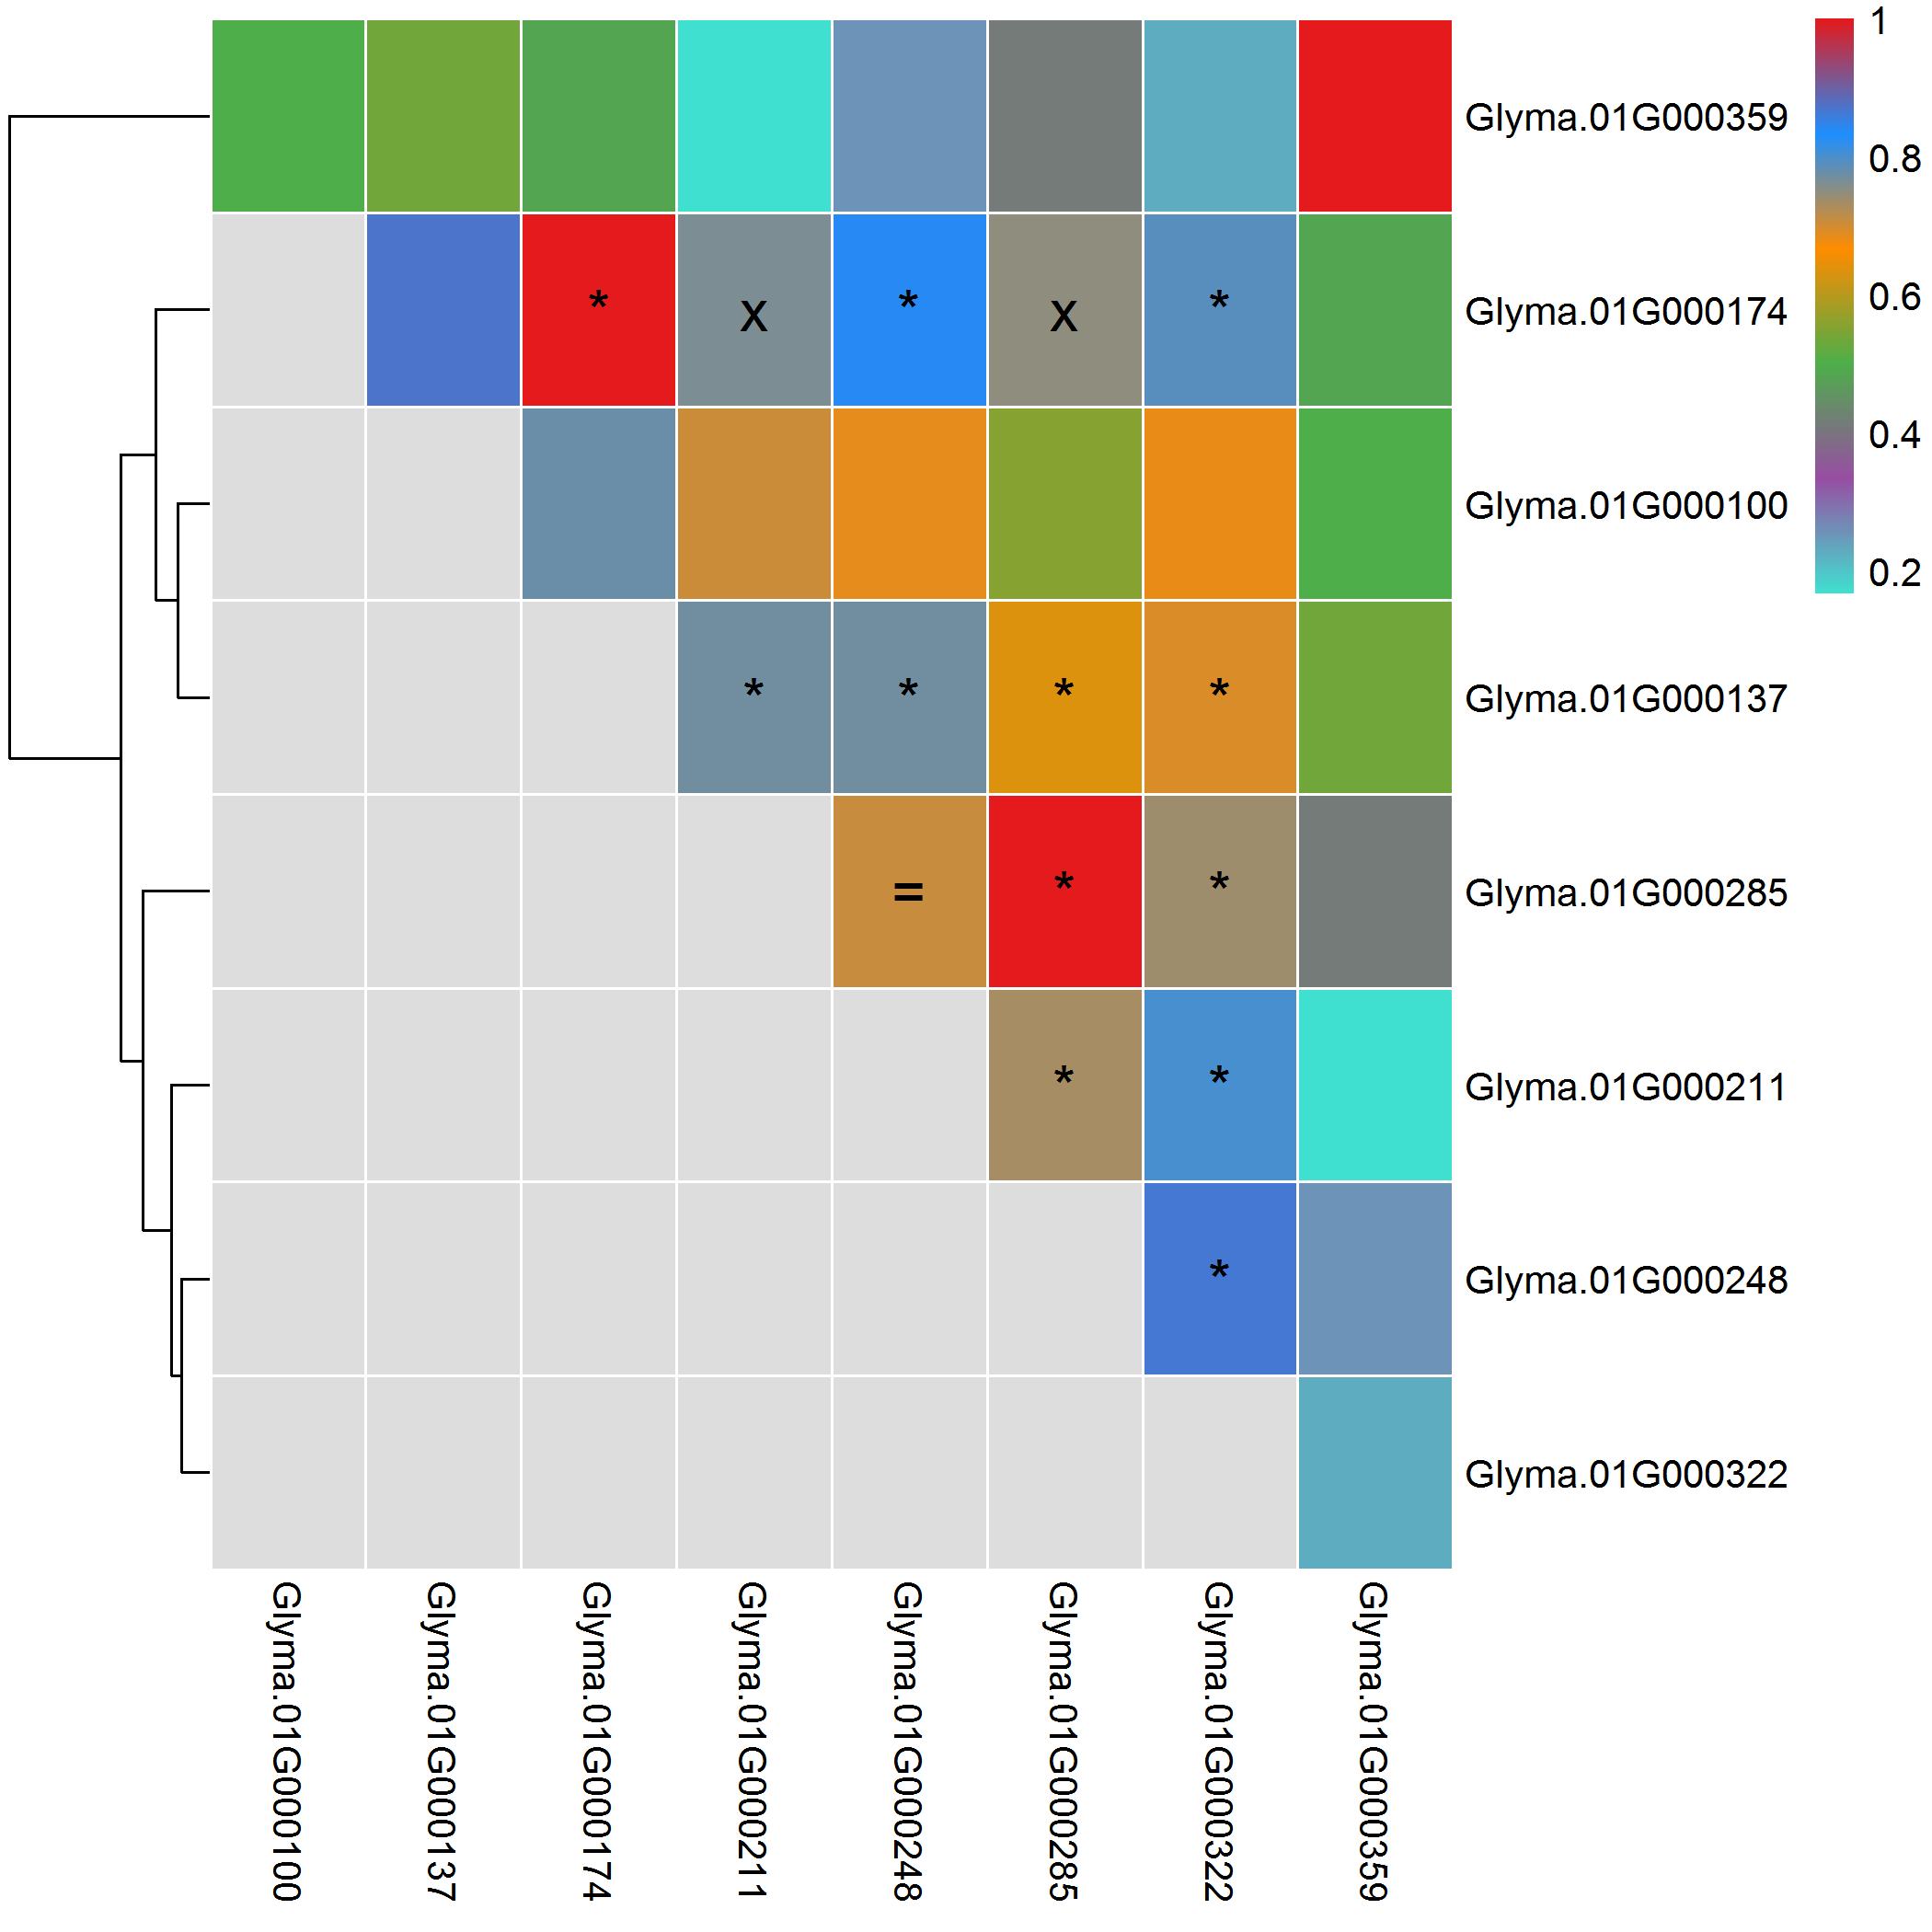 1
Glyma.01G000359
0.8
* x * x *
Glyma.01G000174
0.6
0.4
Glyma.01G000100
0.2
* * * *
Glyma.01G000137
= * *
Glyma.01G000285
* *
Glyma.01G000211
*
Glyma.01G000248
Glyma.01G000322
Glyma.01G000100
Glyma.01G000137
Glyma.01G000174
Glyma.01G000211
Glyma.01G000248
Glyma.01G000285
Glyma.01G000322
Glyma.01G000359